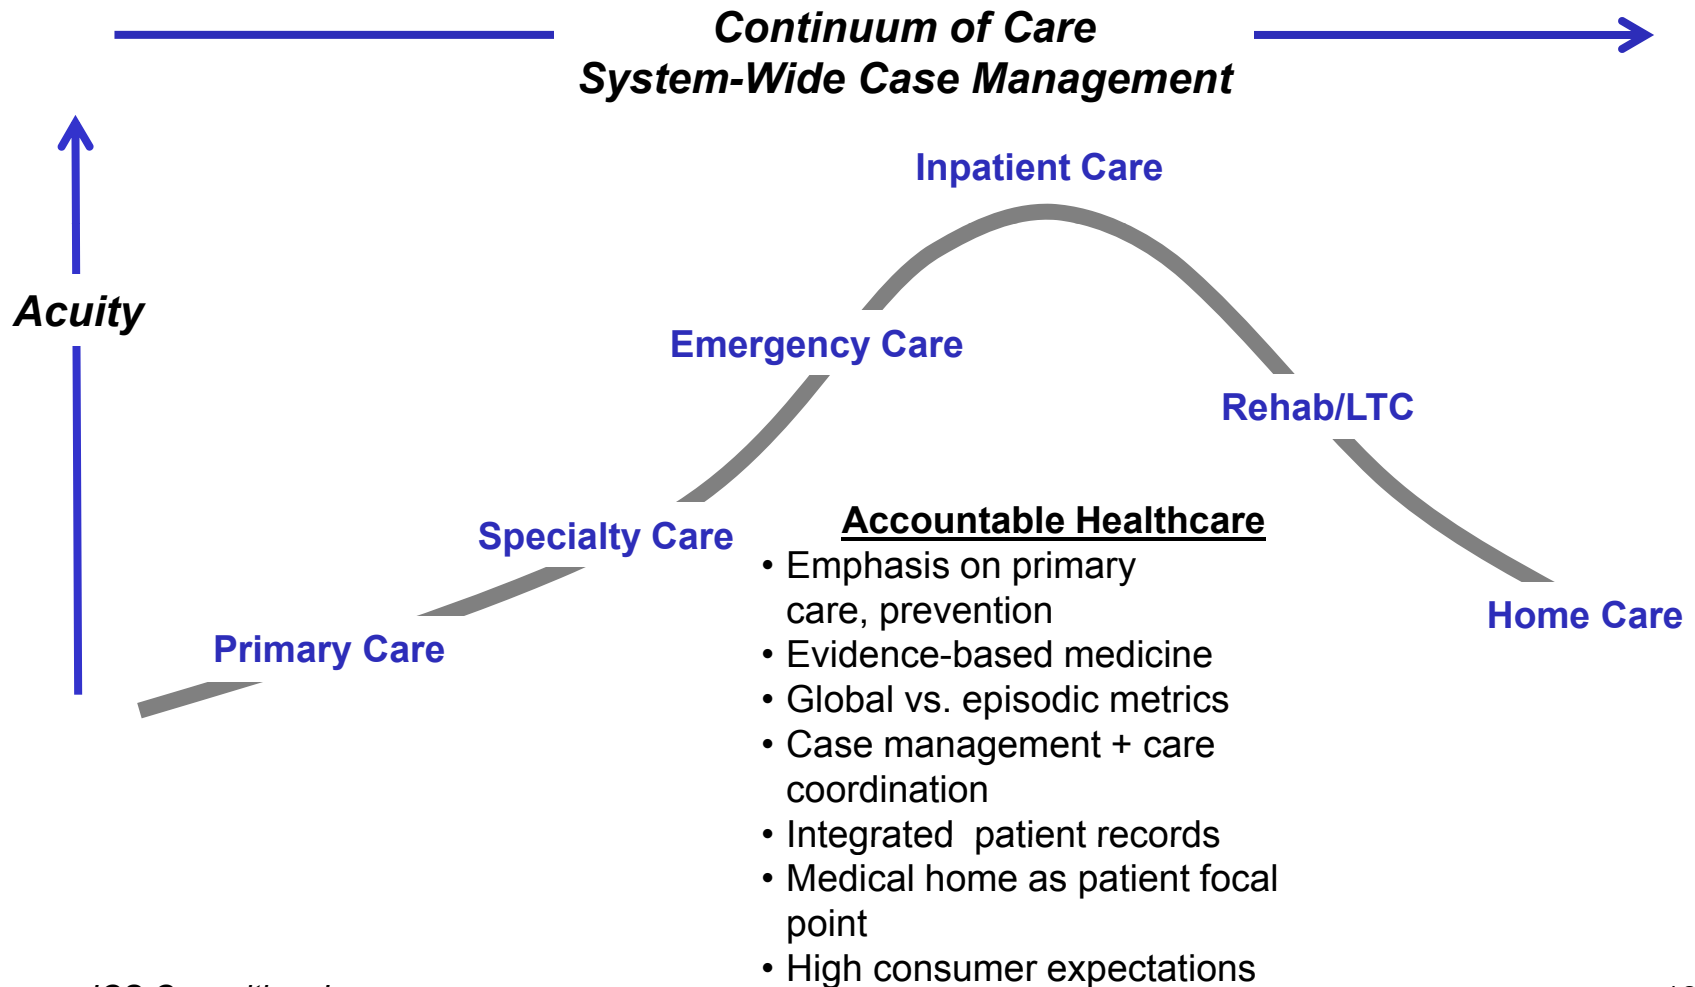 Continuum of Care
System-Wide Case Management
Inpatient Care
Acuity
Emergency Care
Rehab/LTC
Specialty Care
Accountable Healthcare
• Emphasis on primary
care, prevention
• Evidence-based medicine
• Global vs. episodic metrics
• Case management + care
coordination
• Integrated patient records
• Medical home as patient focal
point
• High consumer expectations
Home Care
Primary Care